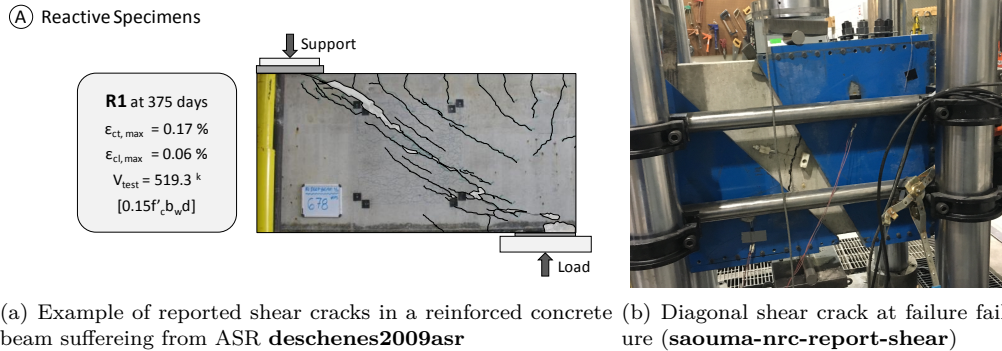 A Reactive Specimens
Support
R1 at 375 days
εct, max = 0.17 %
εcl,max = 0.06 %
Vtest = 519.3 k
[0.15f'cbwd]
678
Load
(a) Example of reported shear cracks in a reinforced concrete
beam suffereing from ASR deschenes2009asr
(b) Diagonal shear crack at failure fail
ure (saouma-nrc-report-shear)